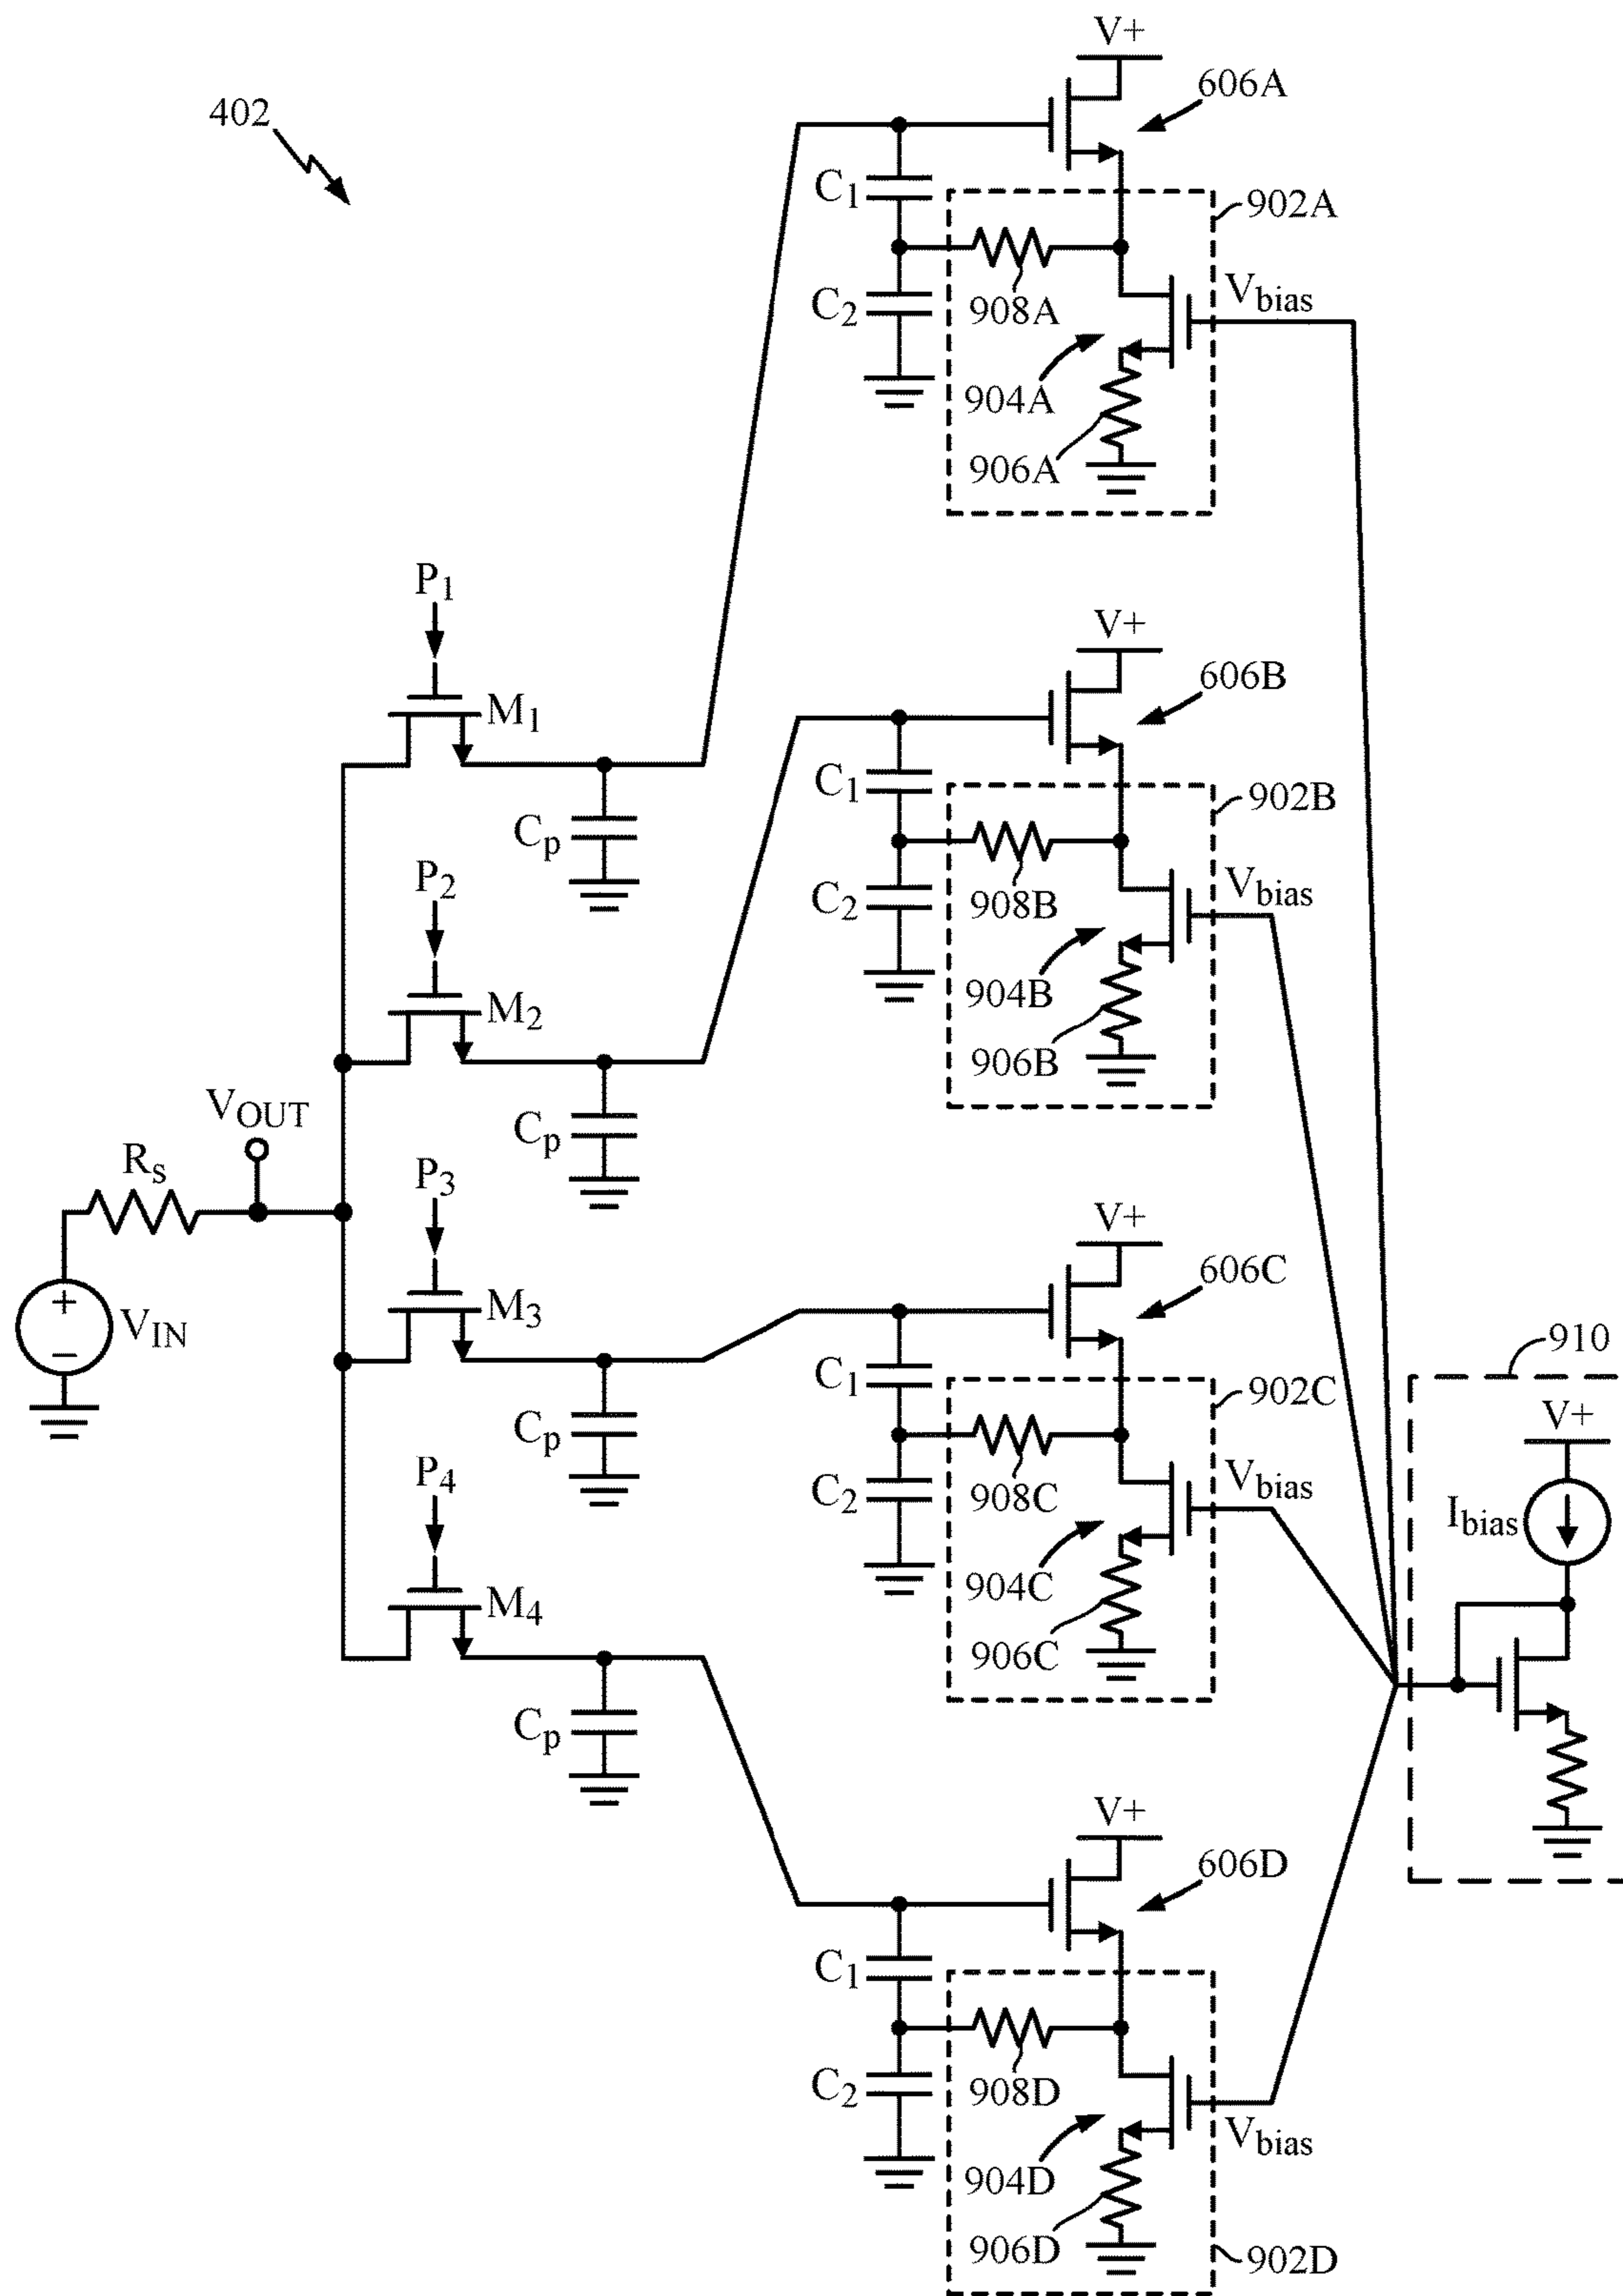 402
V+
606A
C1
902A
C2
908A
Vbias
904A
906A
P1
M1
Cp
V+
606B
C1
902B
C2
908B
Vbias
904B
906B
P2
M2
Cp
VOUT
Rs
VIN
+
−
P3
M3
Cp
V+
606C
C1
902C
C2
908C
Vbias
904C
906C
910
V+
Ibias
P4
M4
Cp
V+
606D
C1
C2
908D
Vbias
904D
906D
902D